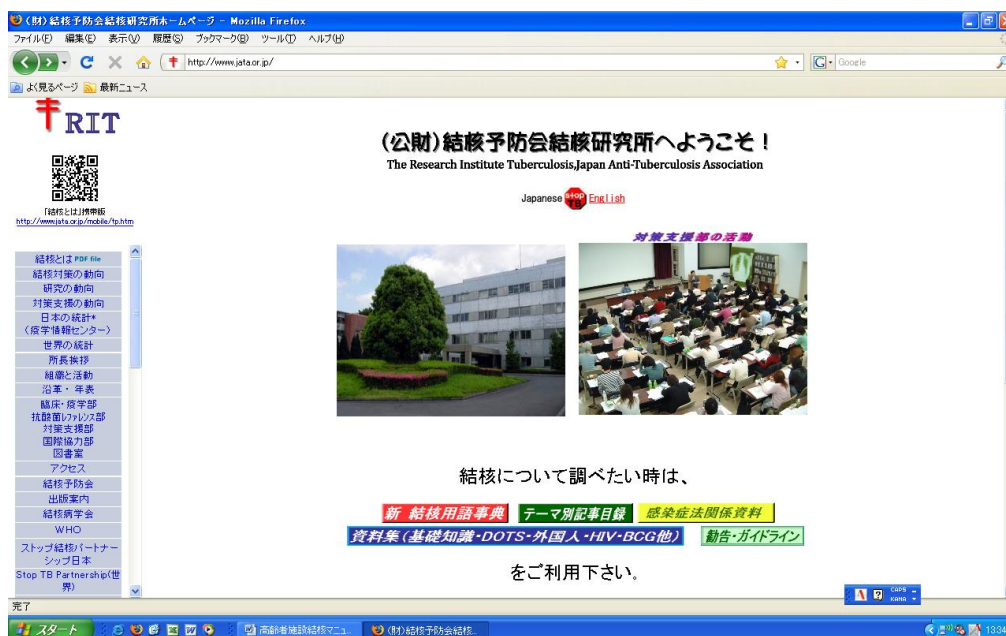 (財)結核予防会結核研究所ホームページ - Mozilla Firefox
ファイル(F) 編集(E) 表示(V) 履歴(S) ブックマーク(B) ツール(T) ヘルプ(H)
http://www.jata.or.jp/
Google
よく見るページ 最新ニュース
RIT
「結核とは」携帯版
http://www.jata.or.jp/mobile/tp.htm
結核とは PDF file
結核対策の動向
研究の動向
対策支援の動向
日本の統計*
(疫学情報センター)
世界の統計
所長挨拶
組織と活動
沿革・年表
臨床・疫学部
抗酸菌レファレンス部
対策支援部
国際協力部
図書室
アクセス
結核予防会
出版案内
結核病学会
WHO
ストップ結核パートナー
シップ日本
Stop TB Partnership(世
界)
(公財)結核予防会結核研究所へようこそ!
The Research Institute Tuberculosis,Japan Anti-Tuberculosis Association
Japanese STOP TB English
対策支援部の活動
結核について調べたい時は、
新 結核用語事典 テーマ別記事目録 感染症法関係資料
資料集(基礎知識・DOTS・外国人・HIV・BCG他) 勧告・ガイドライン
をご利用下さい。
完了
A CAPS
KANA
スタート 高齢者施設結核マニュ... (財)結核予防会結核... 19:34